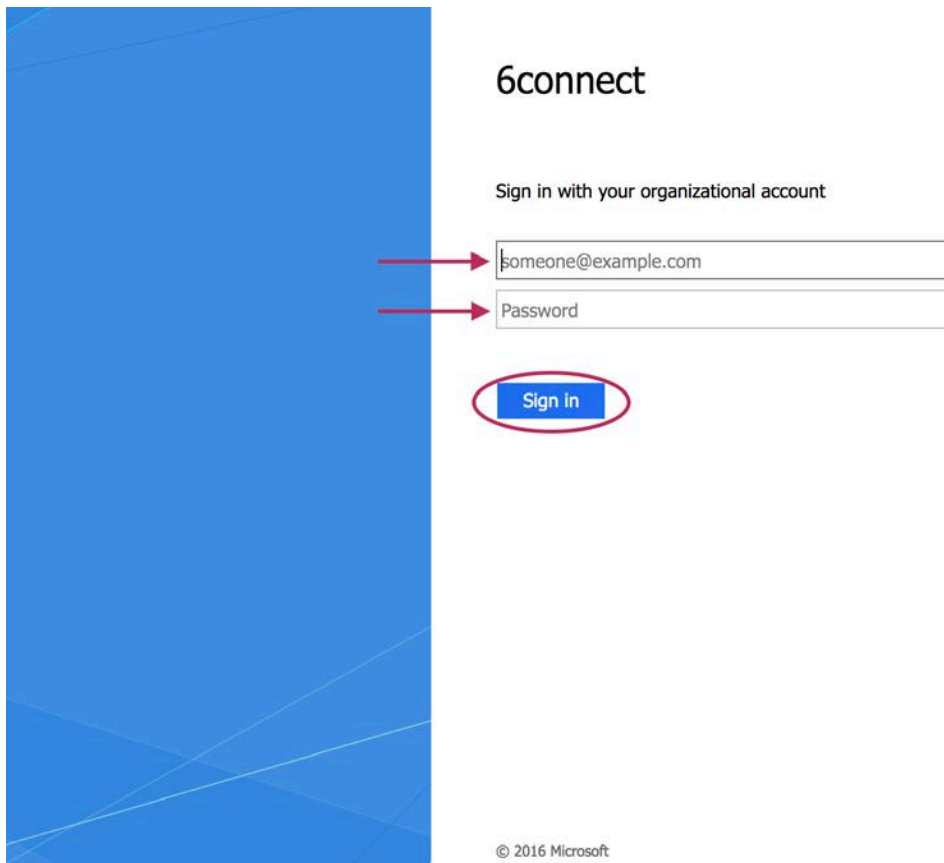 6connect
Sign in with your organizational account
someone@example.com
Password
Sign in
© 2016 Microsoft